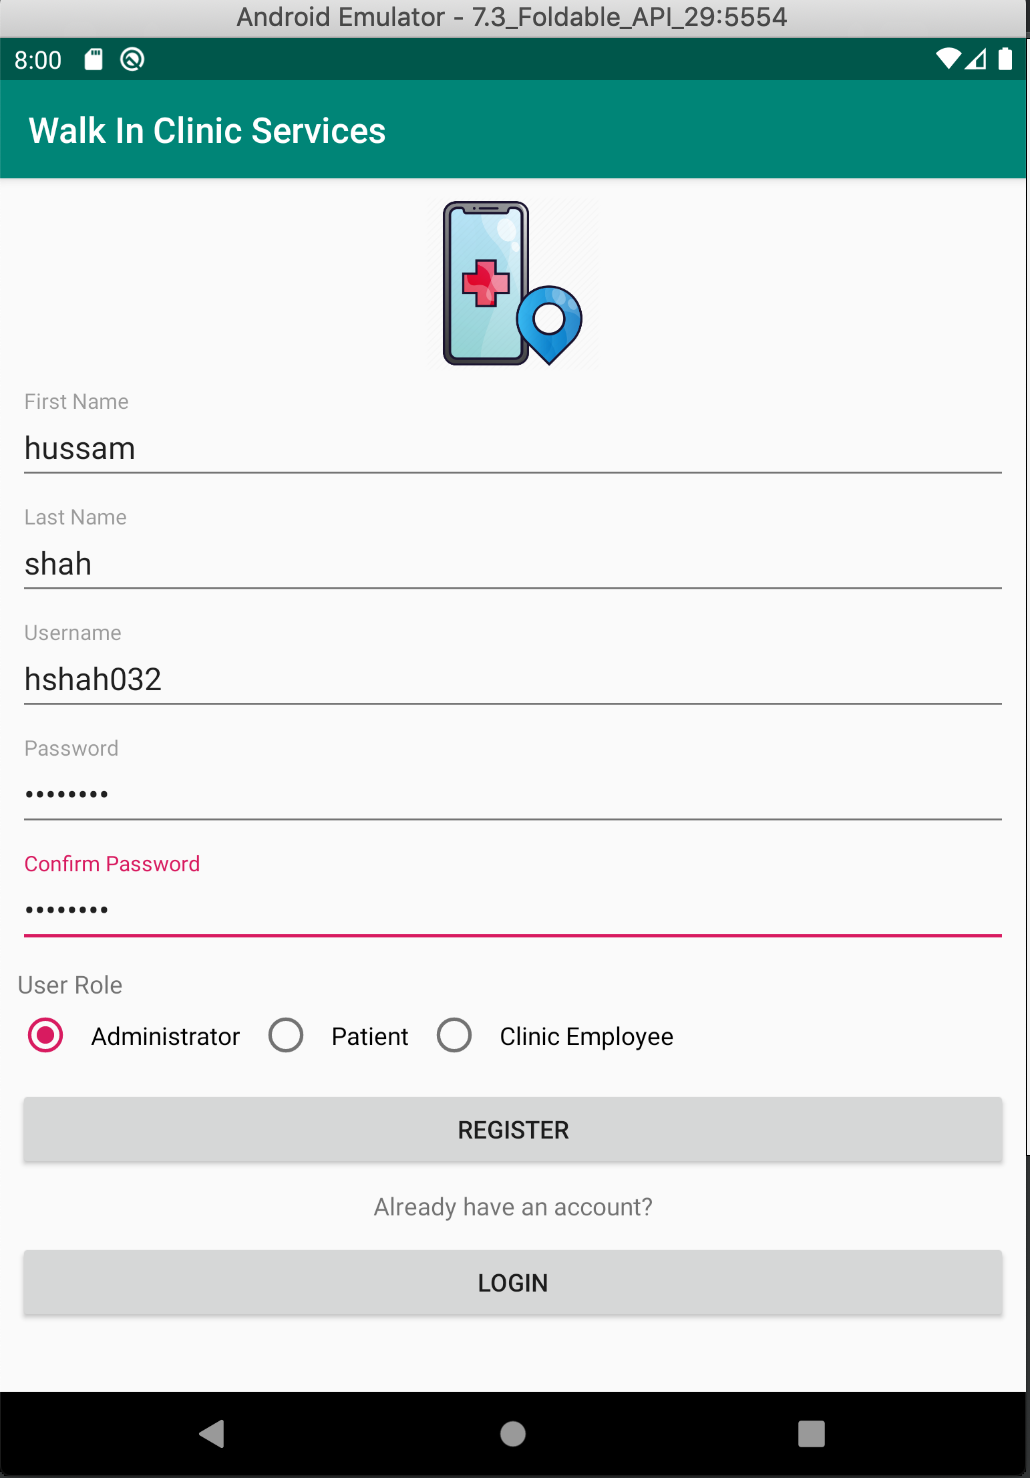 Android Emulator - 7.3_Foldable_API_29:5554
8:00
Walk In Clinic Services
First Name
hussam
Last Name
shah
Username
hshah032
Password
••••••••
Confirm Password
••••••••
User Role
Administrator Patient Clinic Employee
REGISTER
Already have an account?
LOGIN